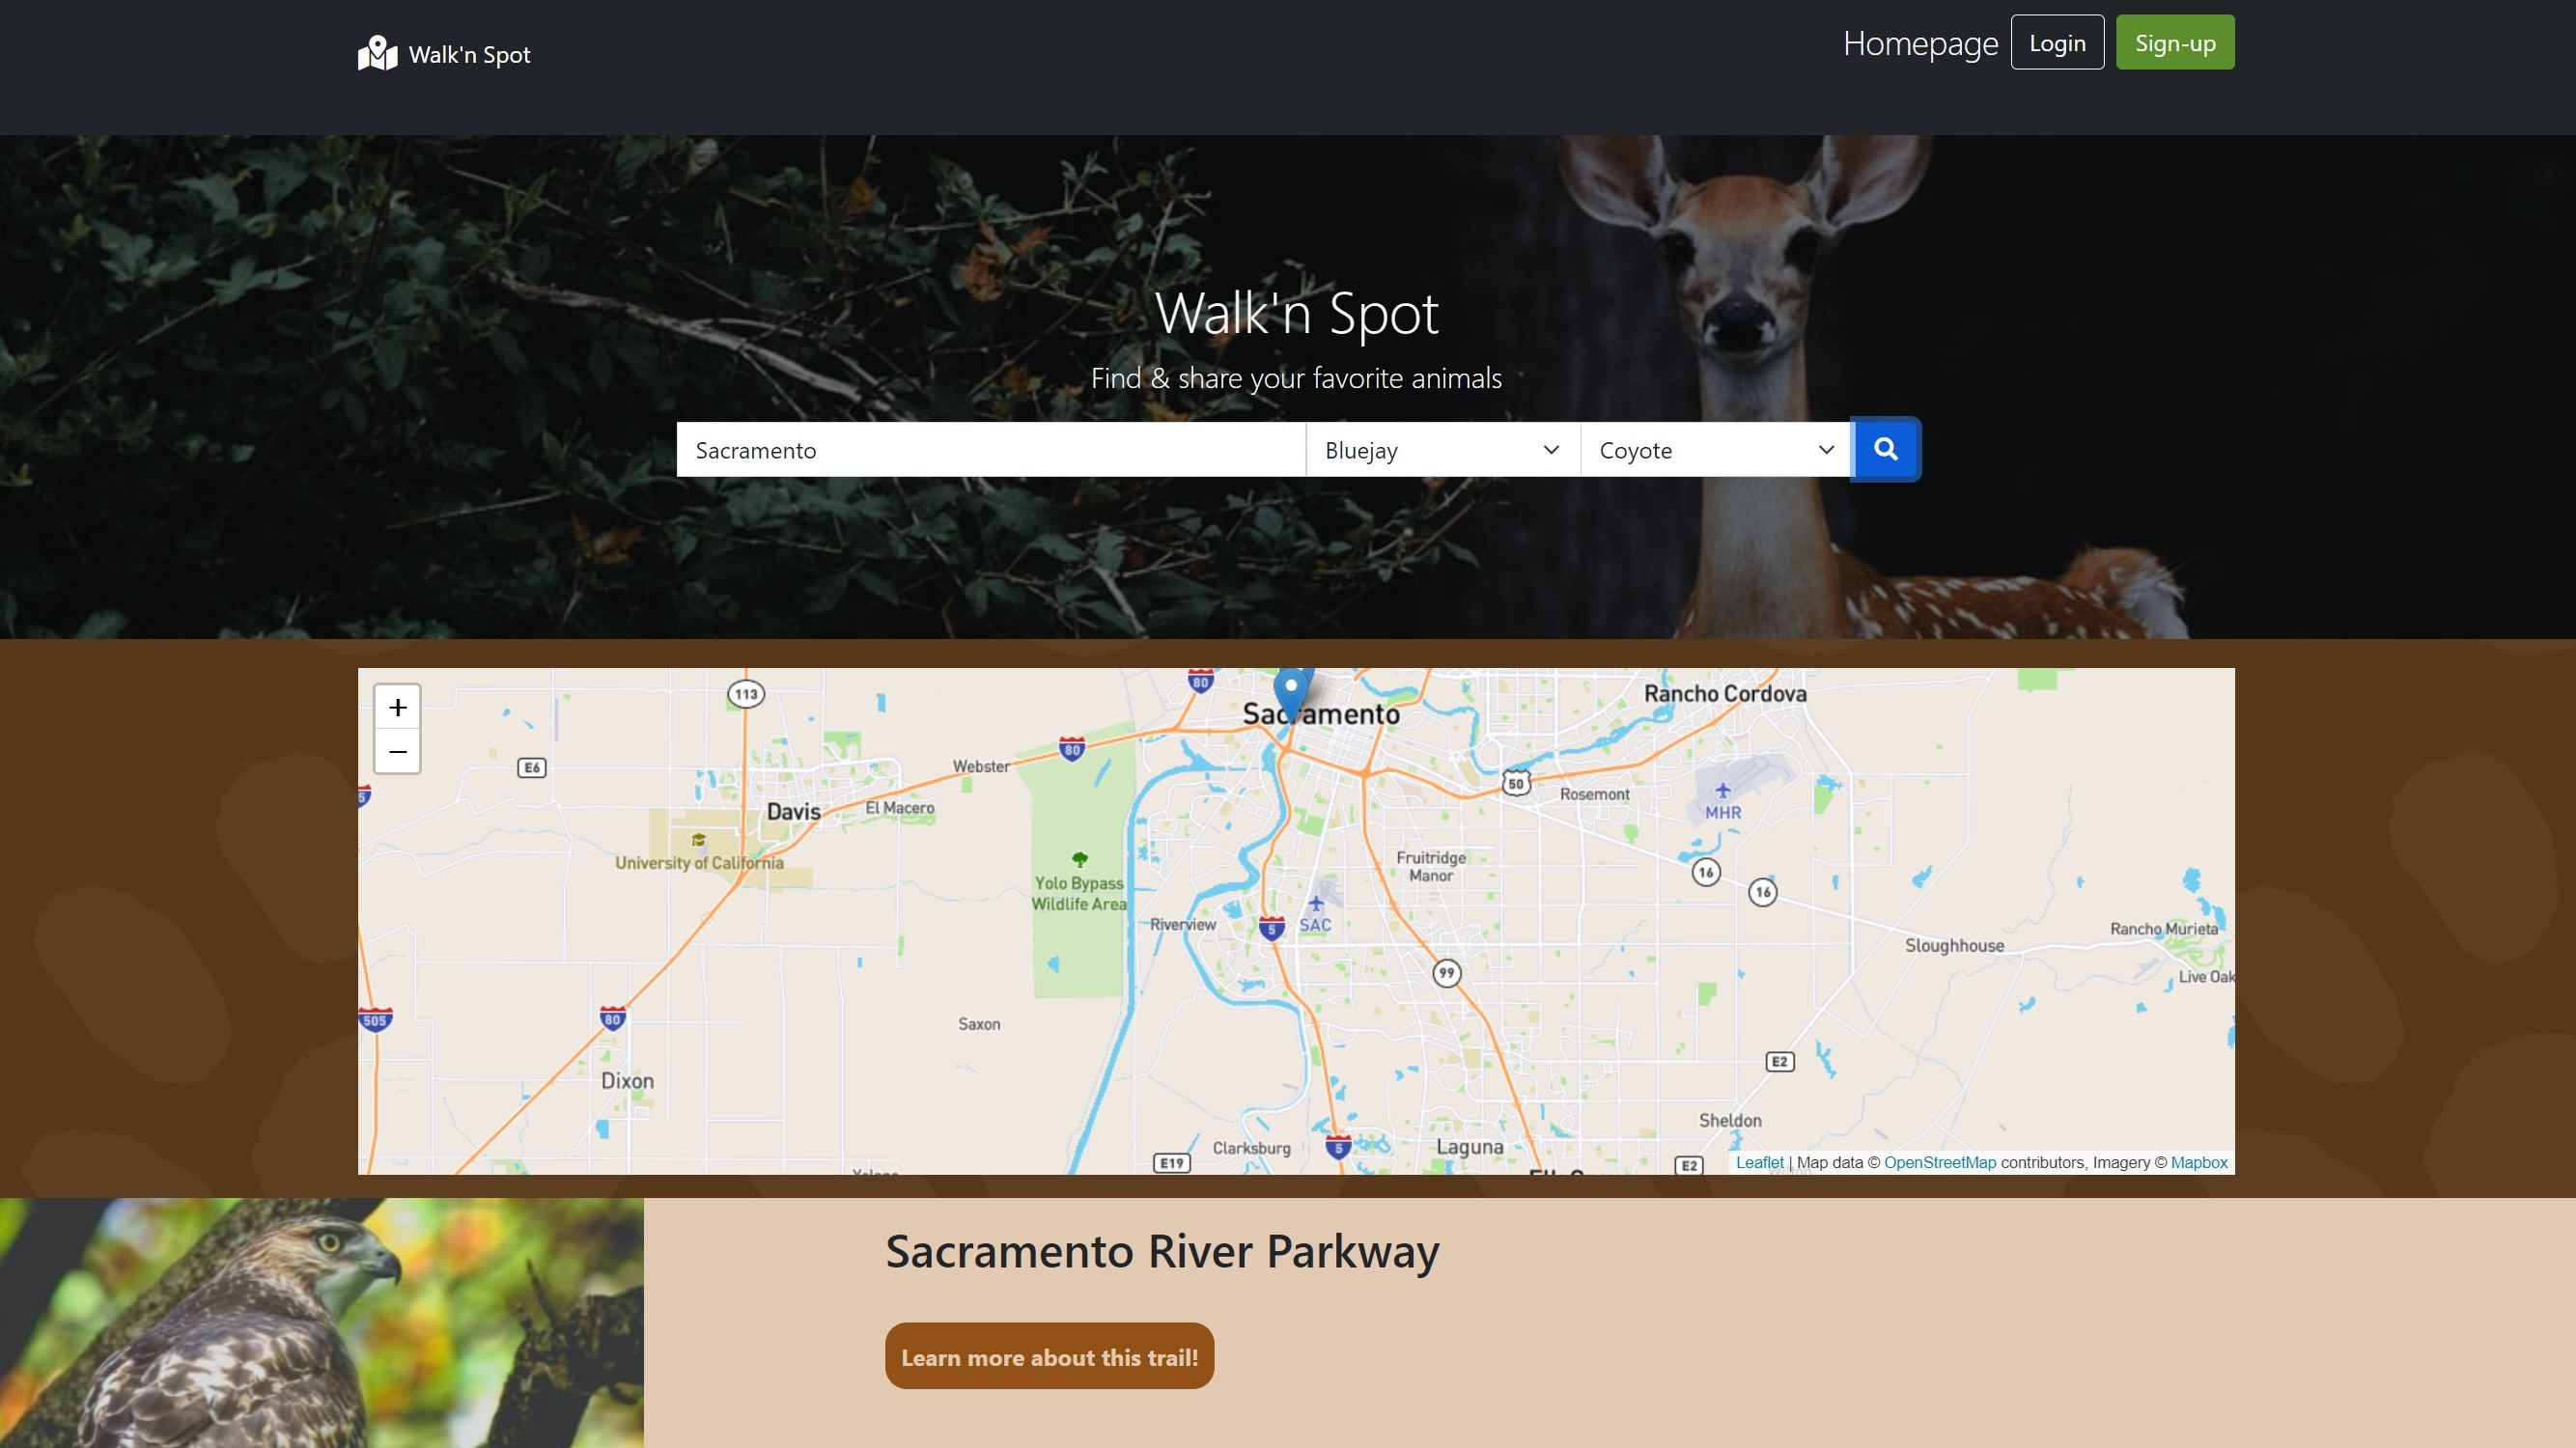 Walk'n Spot
Homepage
Login
Sign-up
Walk'n Spot
Find & share your favorite animals
Sacramento
Bluejay
Coyote
+
−
113
80
Sacramento
Rancho Cordova
E6
Webster
80
50
Rosemont
MHR
5
Davis
El Macero
University of California
Yolo Bypass
Wildlife Area
Fruitridge
Manor
16
16
Riverview
5
SAC
99
Sloughhouse
Rancho Murieta
Live Oak
505
80
Saxon
Dixon
E2
Sheldon
E19
Clarksburg
5
Laguna
E2
Leaflet | Map data © OpenStreetMap contributors, Imagery © Mapbox
Sacramento River Parkway
Learn more about this trail!